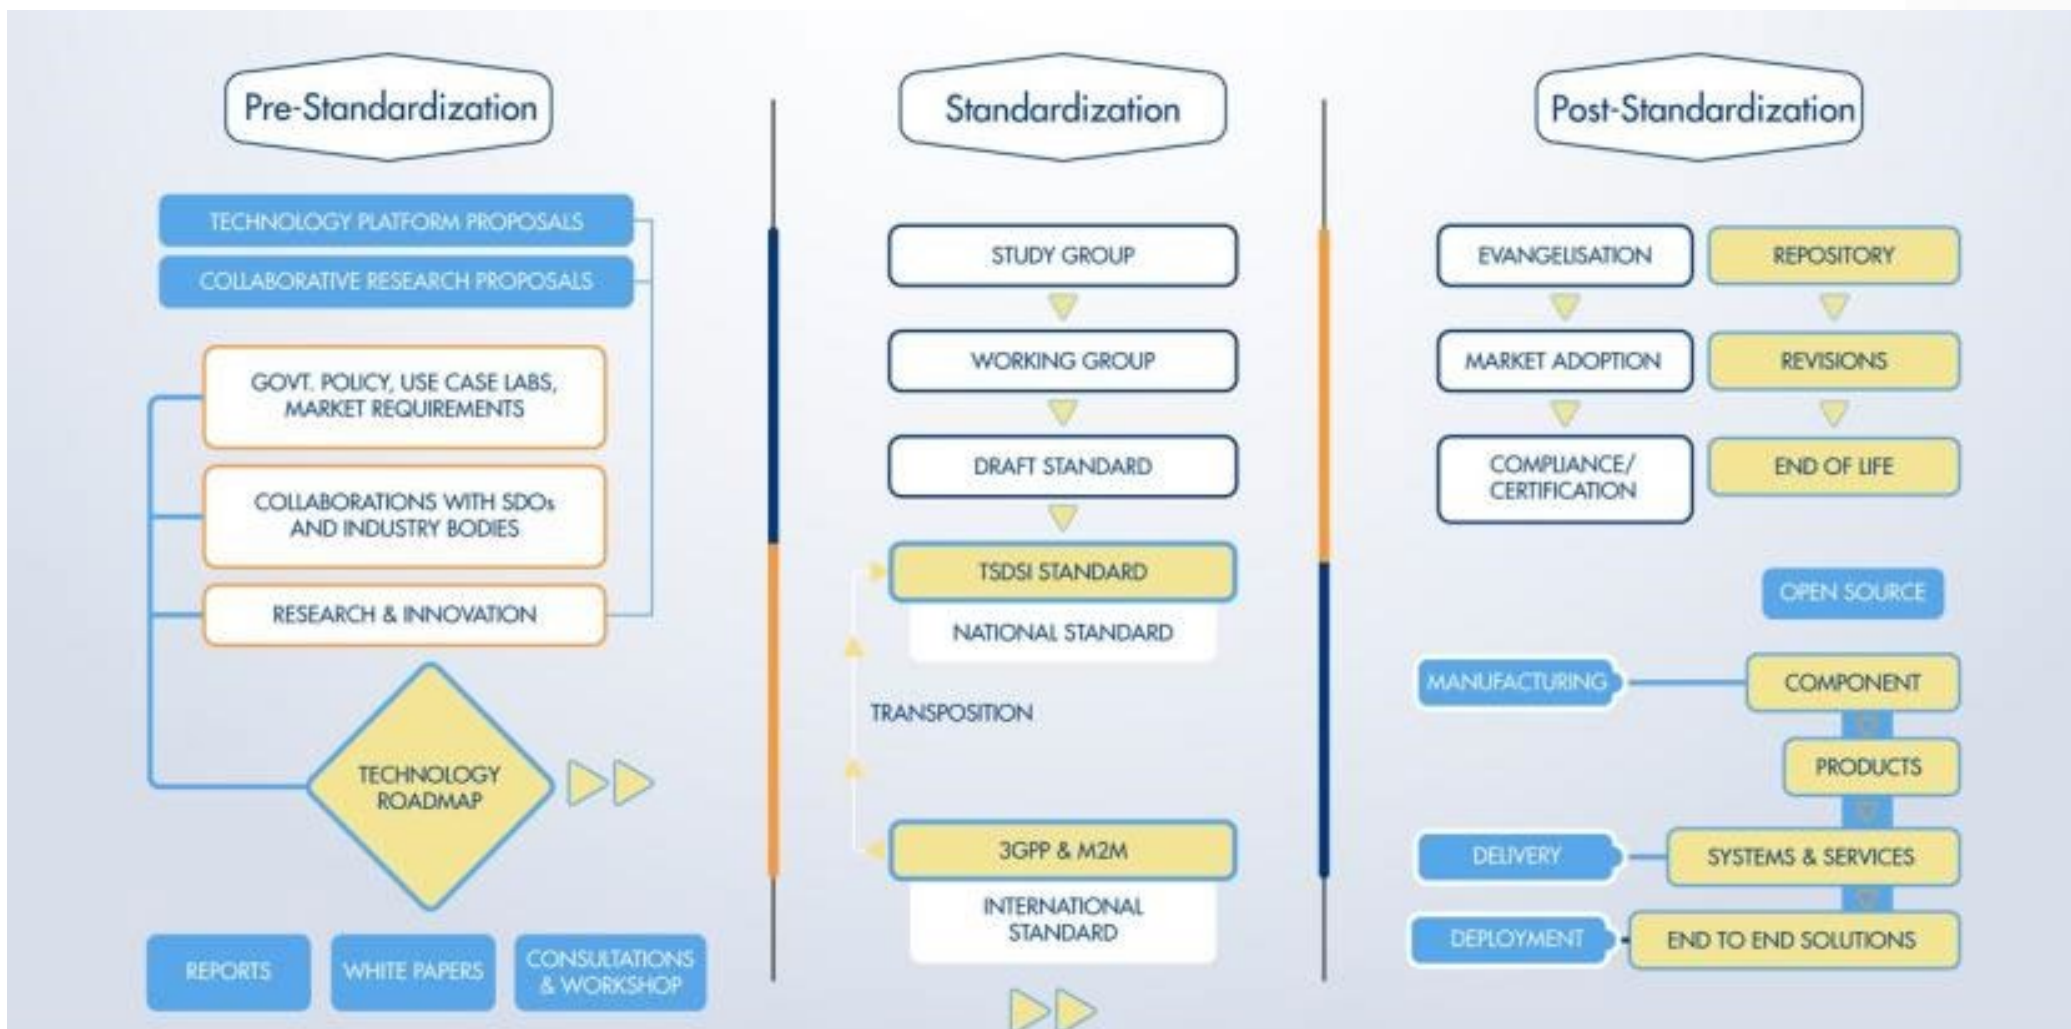 Pre-Standardization
TECHNOLOGY PLATFORM PROPOSALS
COLLABORATIVE RESEARCH PROPOSALS
GOVT. POLICY, USE CASE LABS,
MARKET REQUIREMENTS
COLLABORATIONS WITH SDOs
AND INDUSTRY BODIES
RESEARCH & INNOVATION
TECHNOLOGY
ROADMAP
REPORTS
WHITE PAPERS
CONSULTATIONS
& WORKSHOP
Standardization
STUDY GROUP
WORKING GROUP
DRAFT STANDARD
TSDSI STANDARD
NATIONAL STANDARD
TRANSPOSITION
3GPP & M2M
INTERNATIONAL
STANDARD
Post-Standardization
EVANGELISATION
MARKET ADOPTION
COMPLIANCE/
CERTIFICATION
REPOSITORY
REVISIONS
END OF LIFE
OPEN SOURCE
MANUFACTURING
COMPONENT
PRODUCTS
DELIVERY
SYSTEMS & SERVICES
DEPLOYMENT
END TO END SOLUTIONS